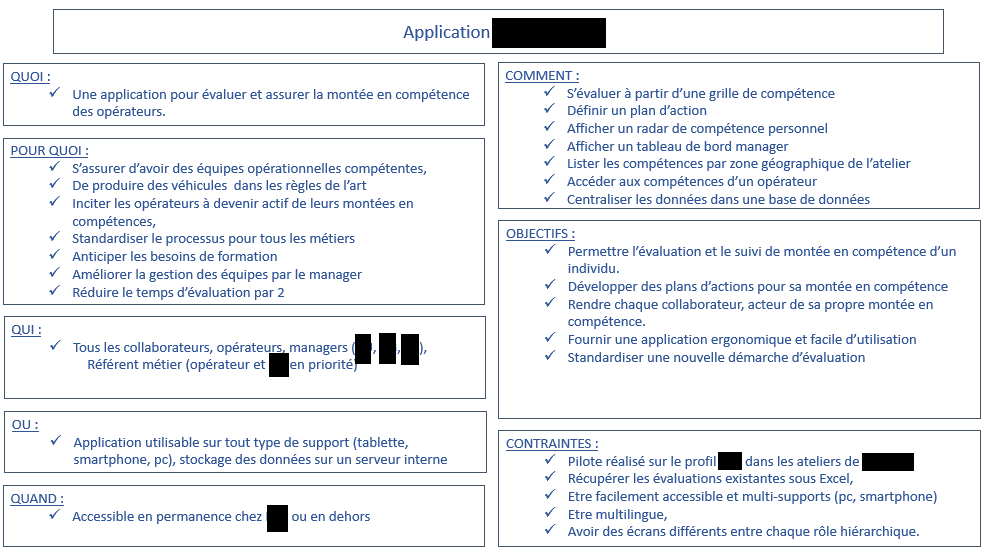 Application
QUOI :
✓ Une application pour évaluer et assurer la montée en compétence
des opérateurs.
POUR QUOI :
✓ S’assurer d’avoir des équipes opérationnelles compétentes,
✓ De produire des véhicules dans les règles de l’art
✓ Inciter les opérateurs à devenir actif de leurs montées en
compétences,
✓ Standardiser le processus pour tous les métiers
✓ Anticiper les besoins de formation
✓ Améliorer la gestion des équipes par le manager
✓ Réduire le temps d’évaluation par 2
QUI :
✓ Tous les collaborateurs, opérateurs, managers ( , , ),
Référent métier (opérateur et en priorité)
OU :
✓ Application utilisable sur tout type de support (tablette,
smartphone, pc), stockage des données sur un serveur interne
QUAND :
✓ Accessible en permanence chez ou en dehors
COMMENT :
✓ S’évaluer à partir d’une grille de compétence
✓ Définir un plan d’action
✓ Afficher un radar de compétence personnel
✓ Afficher un tableau de bord manager
✓ Lister les compétences par zone géographique de l’atelier
✓ Accéder aux compétences d’un opérateur
✓ Centraliser les données dans une base de données
OBJECTIFS :
✓ Permettre l’évaluation et le suivi de montée en compétence d’un
individu.
✓ Développer des plans d’actions pour sa montée en compétence
✓ Rendre chaque collaborateur, acteur de sa propre montée en
compétence.
✓ Fournir une application ergonomique et facile d’utilisation
✓ Standardiser une nouvelle démarche d’évaluation
CONTRAINTES :
✓ Pilote réalisé sur le profil dans les ateliers de
✓ Récupérer les évaluations existantes sous Excel,
✓ Etre facilement accessible et multi-supports (pc, smartphone)
✓ Etre multilingue,
✓ Avoir des écrans différents entre chaque rôle hiérarchique.